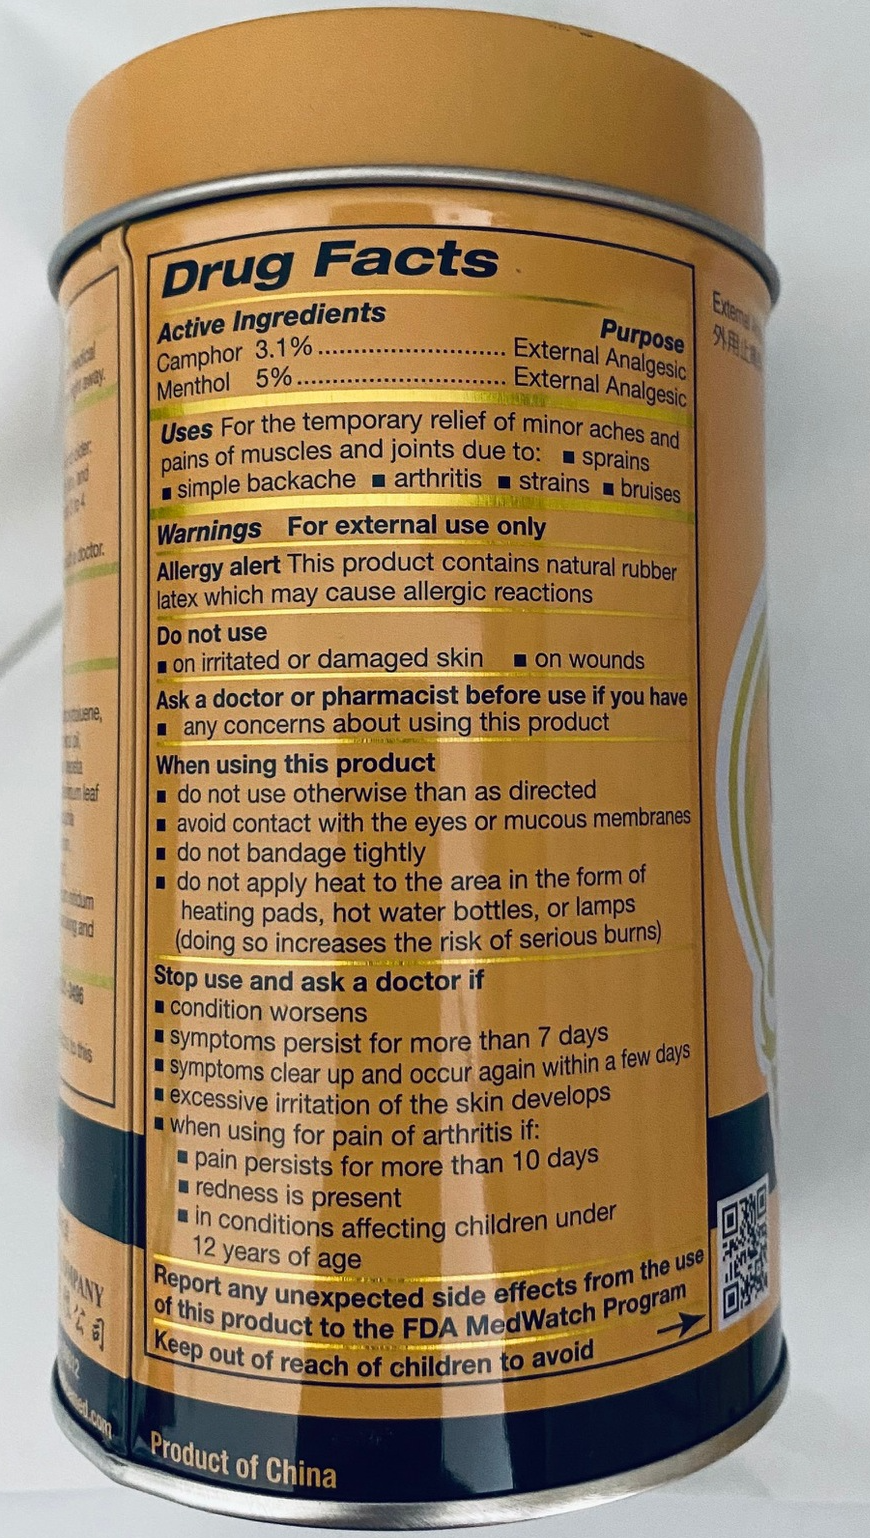 Drug Facts
Active Ingredients Purpose
Camphor 3.1% .............................. External Analgesic
Menthol 5% ................................. External Analgesic
Uses For the temporary relief of minor aches and
pains of muscles and joints due to: ■ sprains
■ simple backache ■ arthritis ■ strains ■ bruises
Warnings For external use only
Allergy alert This product contains natural rubber
latex which may cause allergic reactions
Do not use
■ on irritated or damaged skin ■ on wounds
Ask a doctor or pharmacist before use if you have
■ any concerns about using this product
When using this product
■ do not use otherwise than as directed
■ avoid contact with the eyes or mucous membranes
■ do not bandage tightly
■ do not apply heat to the area in the form of
heating pads, hot water bottles, or lamps
(doing so increases the risk of serious burns)
Stop use and ask a doctor if
■ condition worsens
■ symptoms persist for more than 7 days
■ symptoms clear up and occur again within a few days
■ excessive irritation of the skin develops
■ when using for pain of arthritis if:
■ pain persists for more than 10 days
■ redness is present
■ in conditions affecting children under
12 years of age
Report any unexpected side effects from the use
of this product to the FDA MedWatch Program
Keep out of reach of children to avoid
Product of China
away.
doctor.
leaf
and
to this
公司
External
外用止